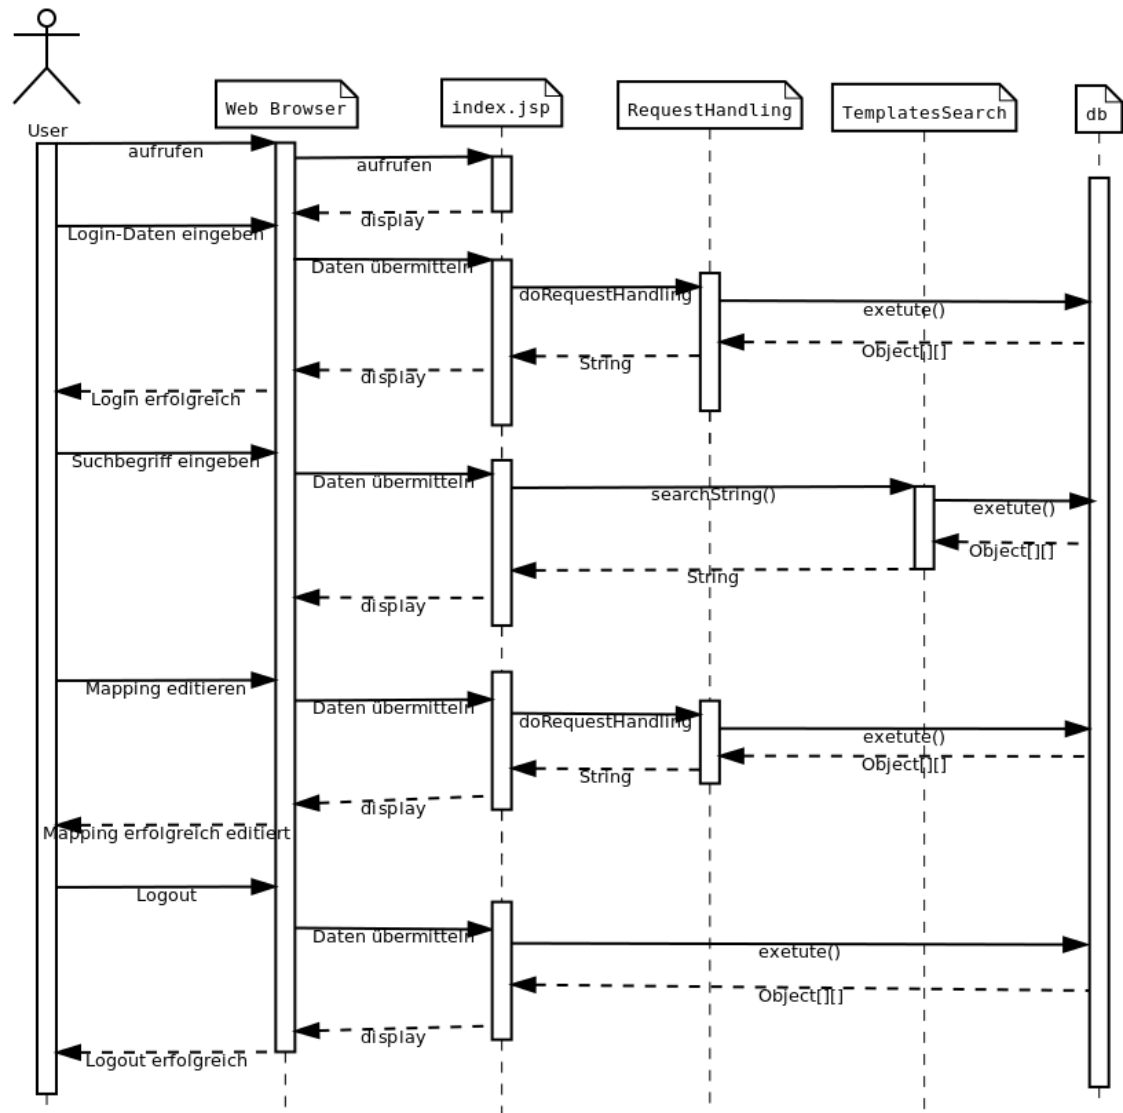 User
Web Browser
index.jsp
RequestHandling
TemplatesSearch
db
aufrufen
aufrufen
display
Login-Daten eingeben
Daten übermitteln
doRequestHandling
exetute()
Object[][]
String
display
Login erfolgreich
Suchbegriff eingeben
Daten übermitteln
searchString()
exetute()
Object[][]
String
display
Mapping editieren
Daten übermitteln
doRequestHandling
exetute()
Object[][]
String
display
Mapping erfolgreich editiert
Logout
Daten übermitteln
exetute()
Object[][]
display
Logout erfolgreich